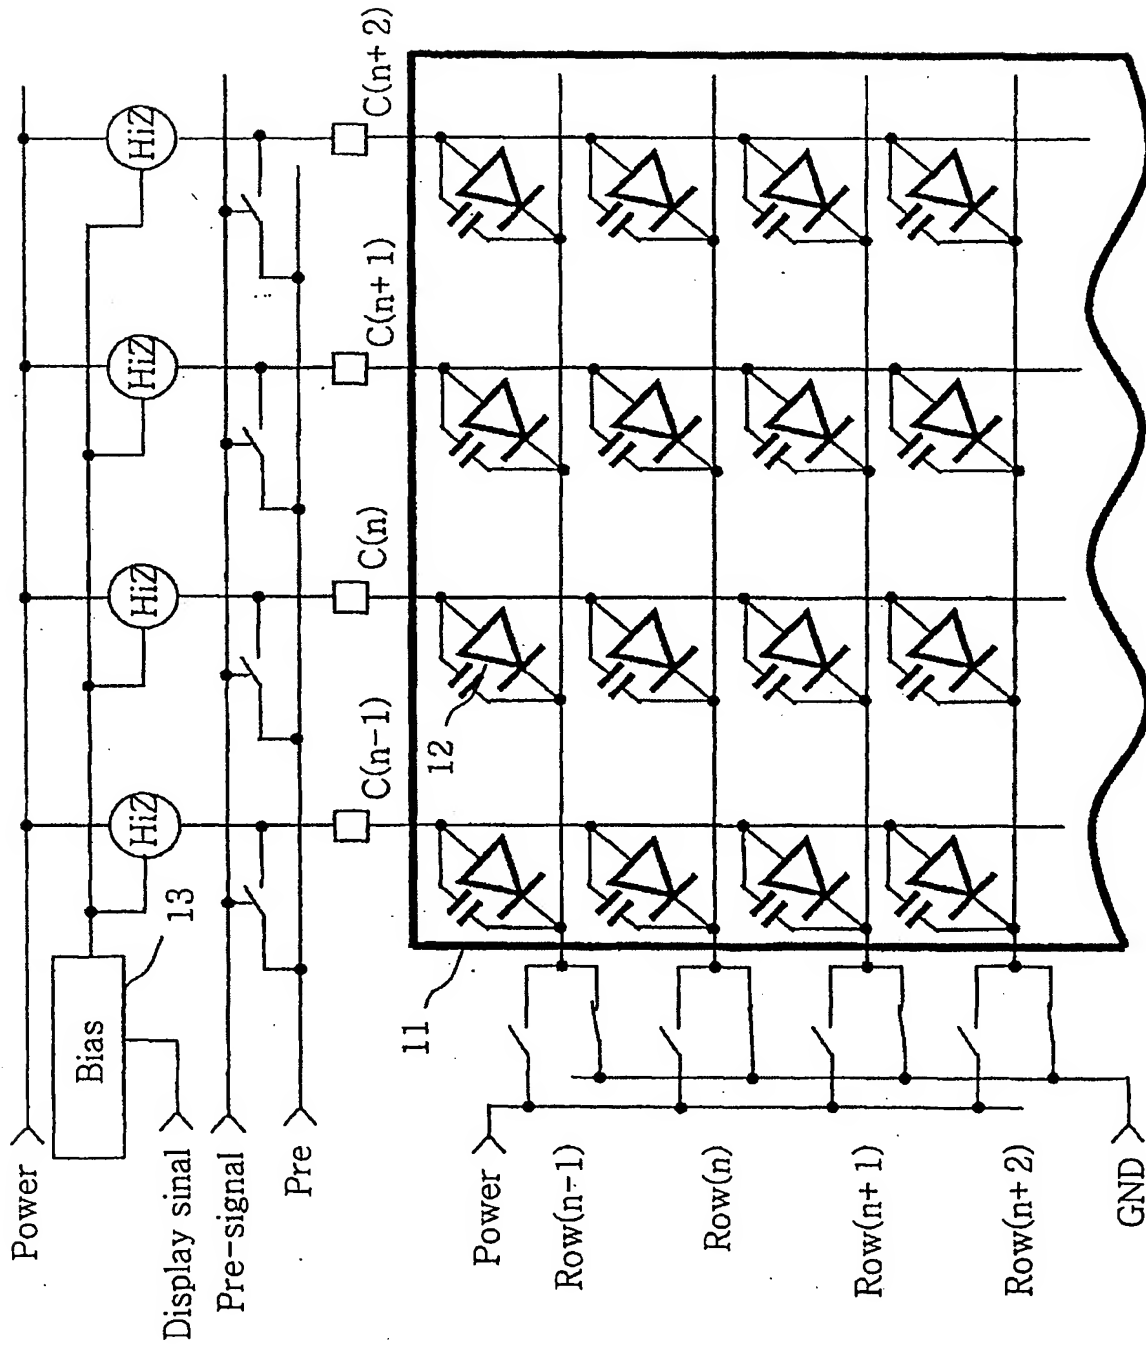 Power
Bias
13
Display sinal
Pre-signal
Pre
HiZ
HiZ
HiZ
HiZ
C(n-1)
C(n)
C(n+1)
C(n+2)
11
12
Power
Row(n-1)
Row(n)
Row(n+1)
Row(n+2)
GND